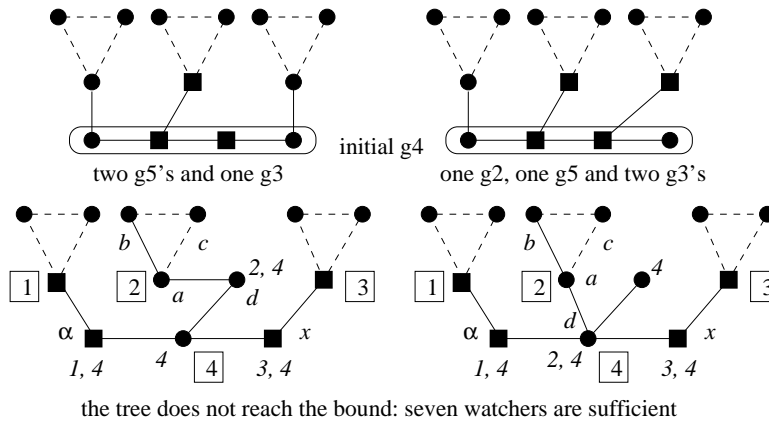 initial g4
two g5's and one g3
one g2, one g5 and two g3's
b c b c
2, 4 4
1 2 a d 3 1 2 a 3
d
α x α x
1, 4 4 4 3, 4 1, 4 2, 4 4 3, 4
the tree does not reach the bound: seven watchers are sufficient